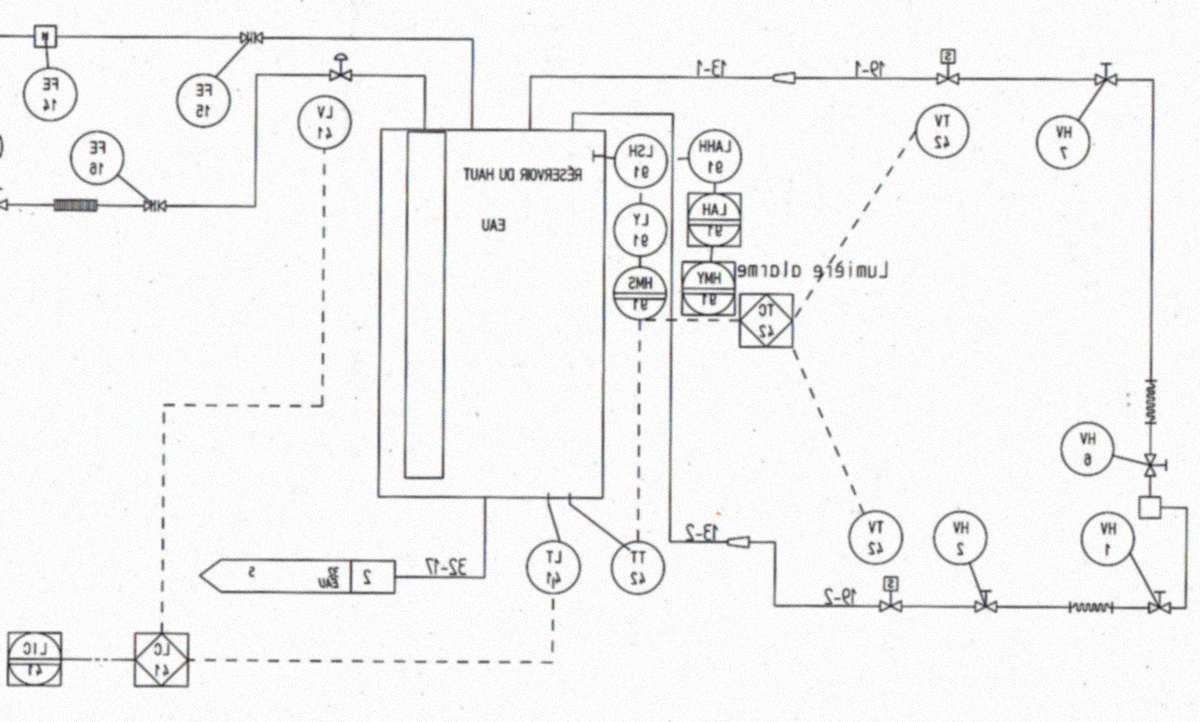 M
FE
14
FE
15
LV
41
FE
16
13-1
19-1
S
TV
42
HV
7
LSH
91
LAHH
91
RÉSERVOIR DU HAUT
EAU
LY
91
LAH
91
HMS
91
HMY
91
Lumière alarme
TC
42
HV
6
13-2
TV
42
HV
2
HV
1
32-17
LT
41
TT
42
2
EAU
5
19-2
S
LIC
41
LC
41